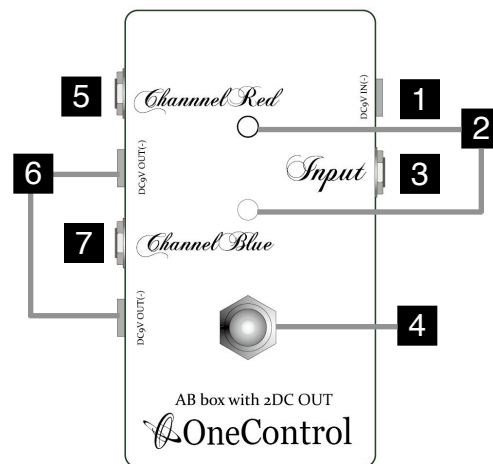 5
Channnel Red
DC9V IN(-)
1
2
6
DC9V OUT(-)
Input
3
7
Channel Blue
DC9V OUT(-)
4
AB box with 2DC OUT
OneControl